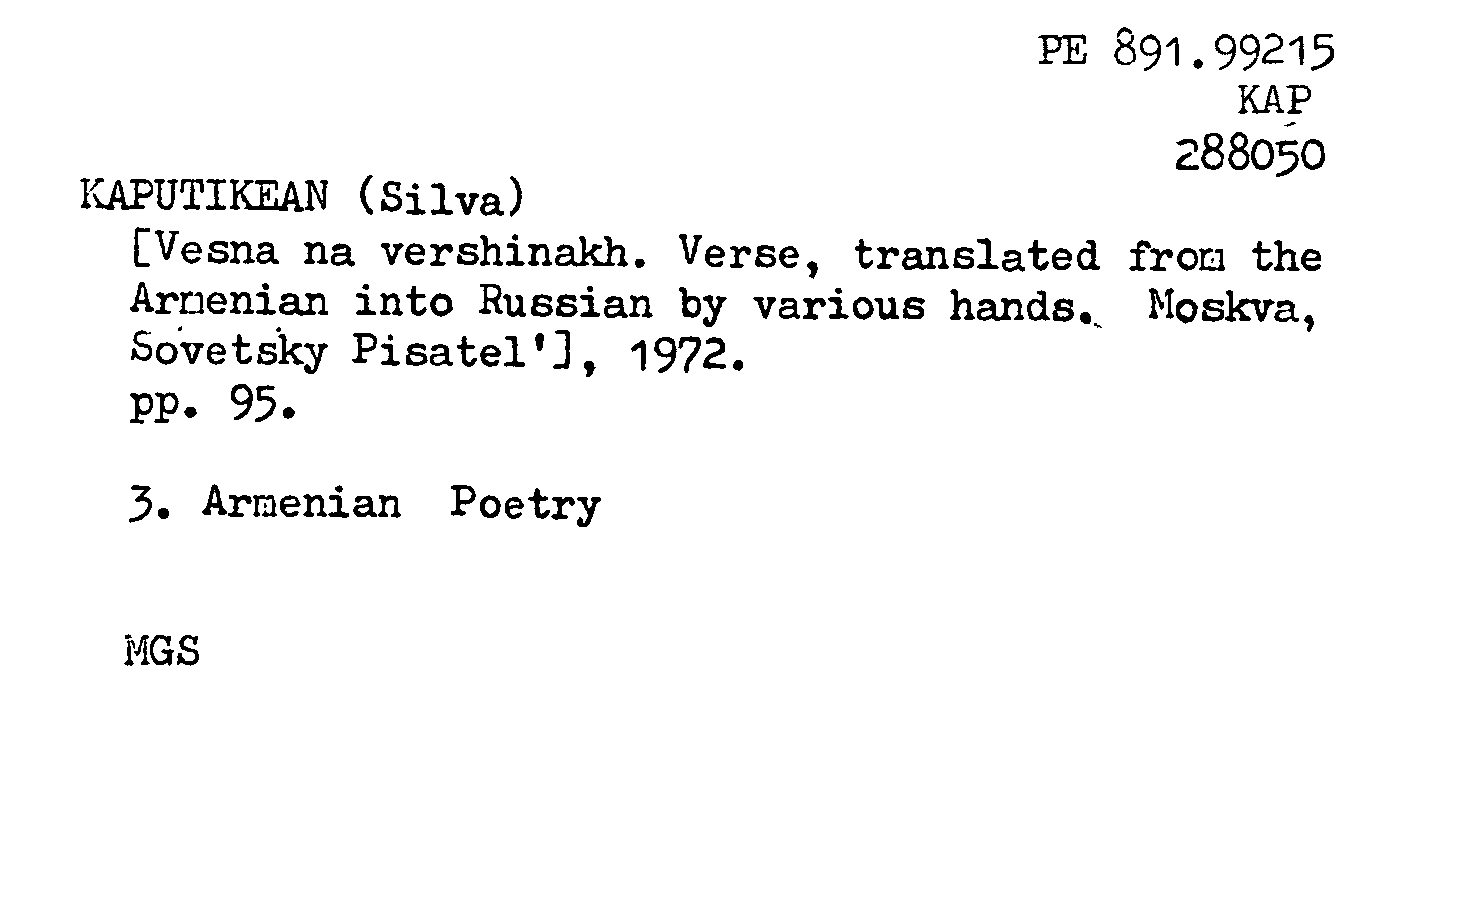 PE 891.99215
KAP
288050
KAPUTIKEAN (Silva)
[Vesna na vershinakh. Verse, translated from the
Armenian into Russian by various hands. Moskva,
Sovetsky Pisatel'], 1972.
pp. 95.
3. Armenian Poetry
MGS